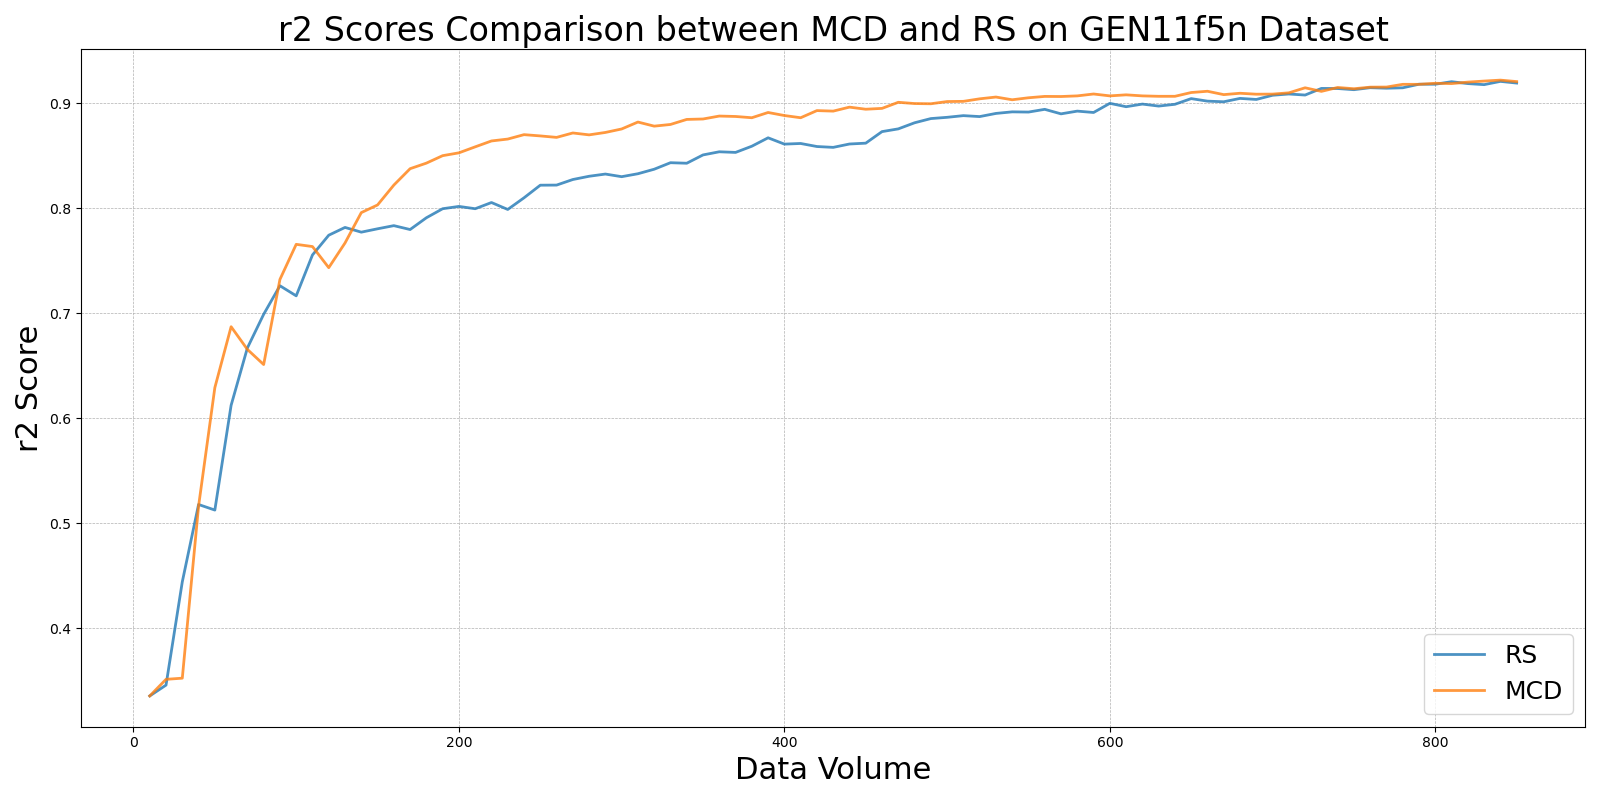 r2 Scores Comparison between MCD and RS on GEN11f5n Dataset
0.9
0.8
0.7
0.6
0.5
0.4
r2 Score
0 200 400 600 800
Data Volume
RS
MCD